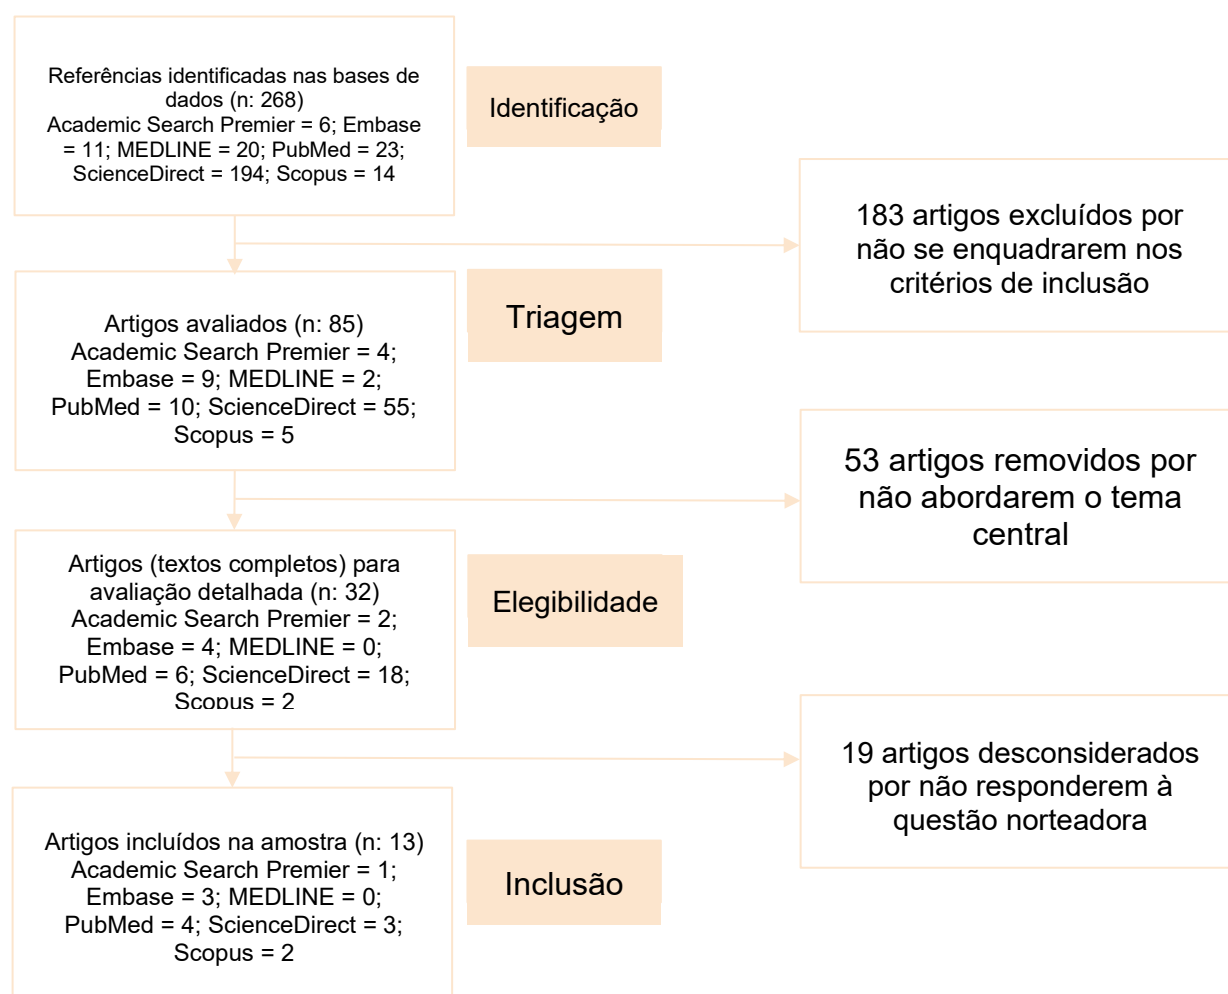 Referências identificadas nas bases de
dados (n: 268)
Academic Search Premier = 6; Embase
= 11; MEDLINE = 20; PubMed = 23;
ScienceDirect = 194; Scopus = 14
Identificação
183 artigos excluídos por
não se enquadrarem nos
critérios de inclusão
Artigos avaliados (n: 85)
Academic Search Premier = 4;
Embase = 9; MEDLINE = 2;
PubMed = 10; ScienceDirect = 55;
Scopus = 5
Triagem
53 artigos removidos por
não abordarem o tema
central
Artigos (textos completos) para
avaliação detalhada (n: 32)
Academic Search Premier = 2;
Embase = 4; MEDLINE = 0;
PubMed = 6; ScienceDirect = 18;
Scopus = 2
Elegibilidade
19 artigos desconsiderados
por não responderem à
questão norteadora
Artigos incluídos na amostra (n: 13)
Academic Search Premier = 1;
Embase = 3; MEDLINE = 0;
PubMed = 4; ScienceDirect = 3;
Scopus = 2
Inclusão